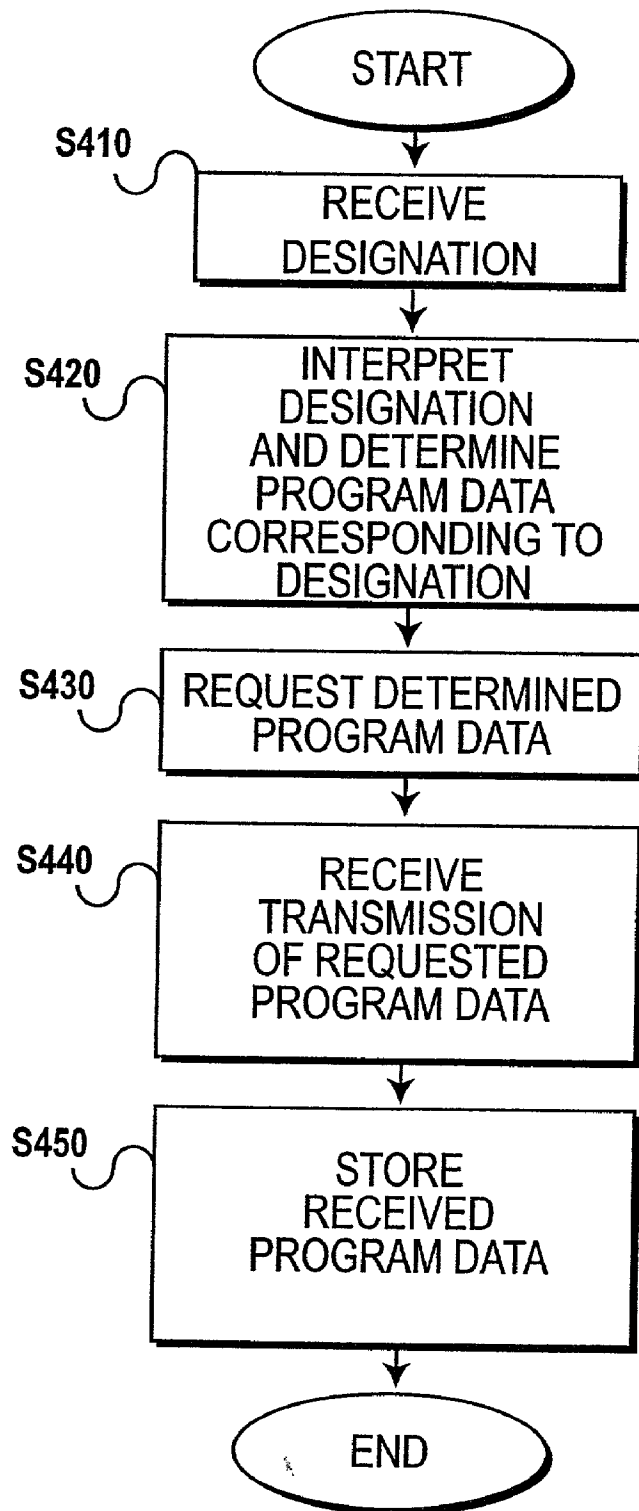 START
S410
RECEIVE
DESIGNATION
S420
INTERPRET
DESIGNATION
AND DETERMINE
PROGRAM DATA
CORRESPONDING TO
DESIGNATION
S430
REQUEST DETERMINED
PROGRAM DATA
S440
RECEIVE
TRANSMISSION
OF REQUESTED
PROGRAM DATA
S450
STORE
RECEIVED
PROGRAM DATA
END